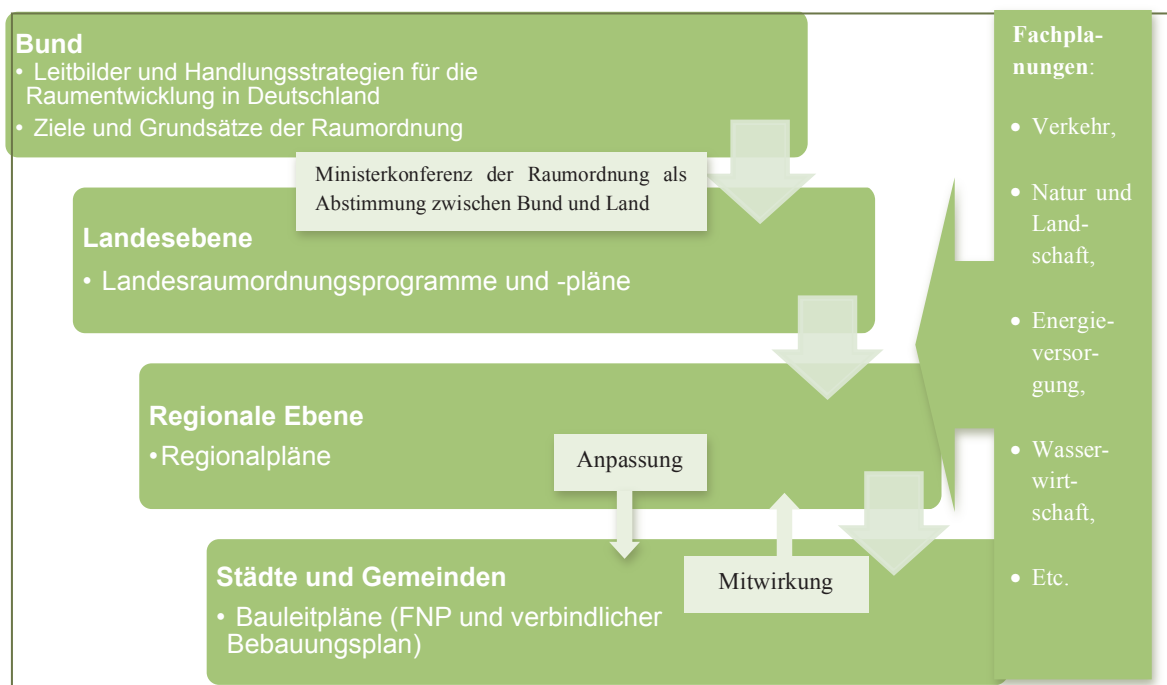 Bund
• Leitbilder und Handlungsstrategien für die
Raumentwicklung in Deutschland
• Ziele und Grundsätze der Raumordnung
Ministerkonferenz der Raumordnung als
Abstimmung zwischen Bund und Land
Landesebene
• Landesraumordnungsprogramme und -pläne
Regionale Ebene
•Regionalpläne
Anpassung
Mitwirkung
Städte und Gemeinden
• Bauleitpläne (FNP und verbindlicher
Bebauungsplan)
Fachpla-
nungen:
• Verkehr,
• Natur und
Land-
schaft,
• Energie-
versor-
gung,
• Wasser-
wirt-
schaft,
• Etc.